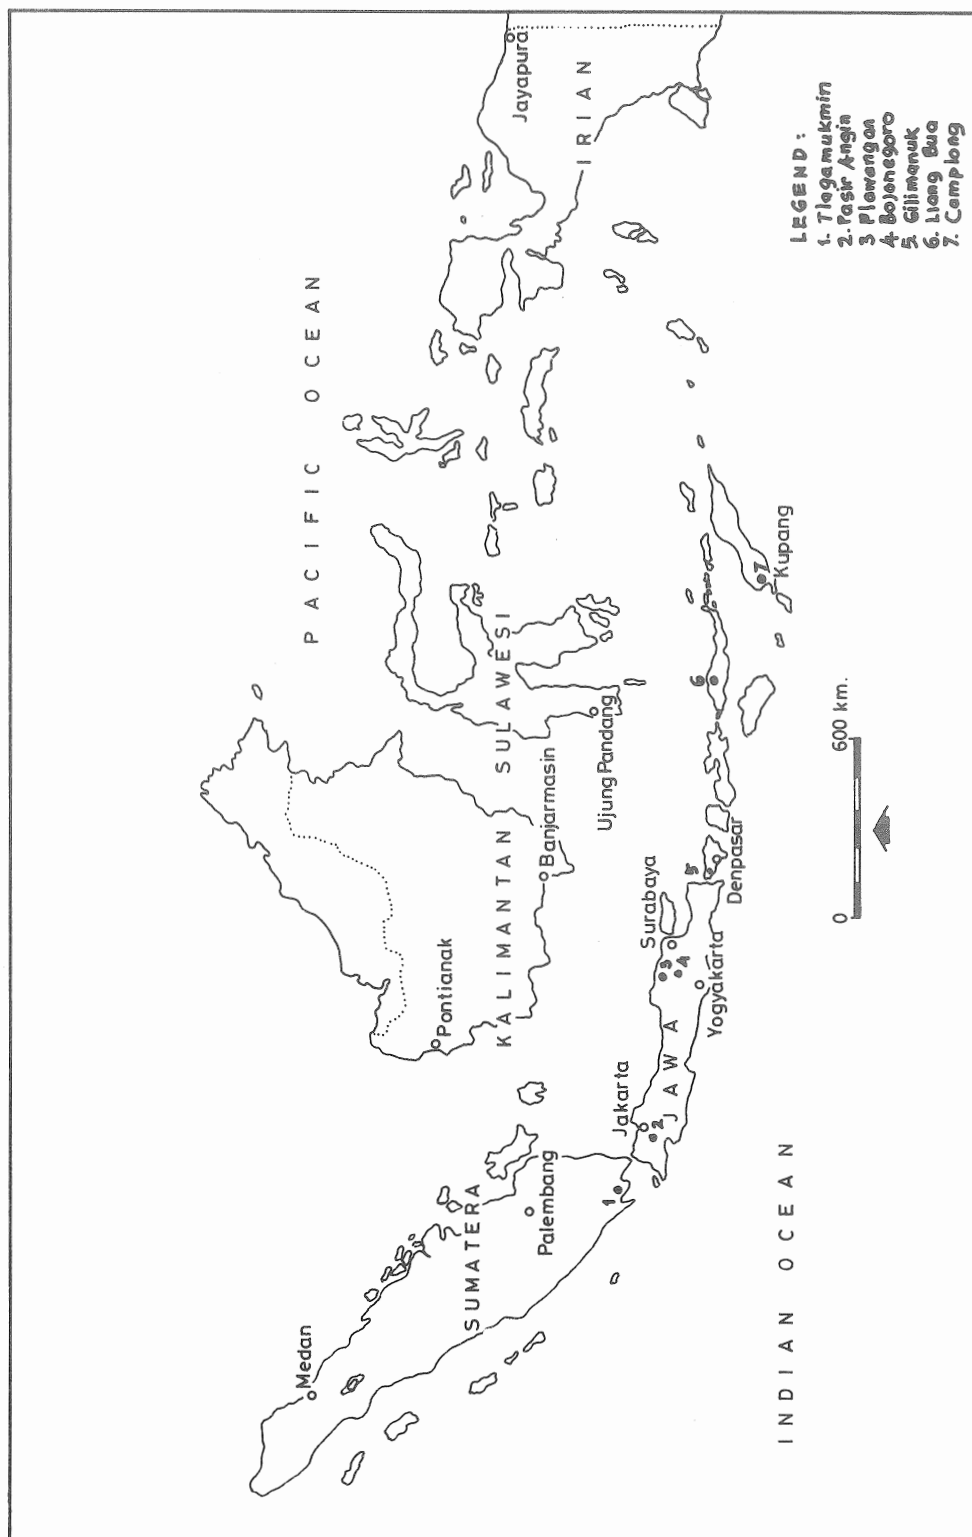 PACIFIC OCEAN
Medan
SUMATERA
Palembang
1
Pontianak
KALIMANTAN
Banjarmasin
SULAWESI
Ujung Pandang
Jayapura
IRIAN
Jakarta
2
JAWA
Surabaya
3
4
Yogyakarta
5
Denpasar
6
7
Kupang
INDIAN OCEAN
0 600 km.
LEGEND:
1. Tlagamukmin
2. Pasir Angin
3 Plawangan
4. Bojonegoro
5. Gilimanuk
6. Liang Bua
7. Camplong